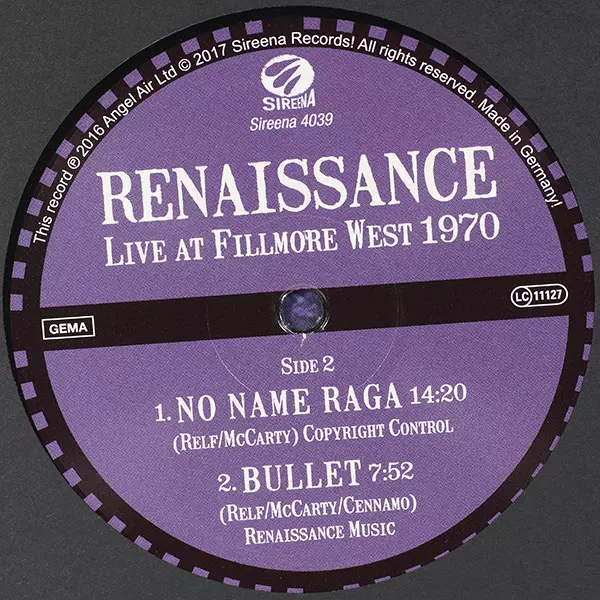 This record ℗ 2016 Angel Air Ltd © 2017 Sireena Records! All rights reserved. Made in Germany!
SIREENA
Sireena 4039
RENAISSANCE
LIVE AT FILLMORE WEST 1970
GEMA
LC 11127
SIDE 2
1. NO NAME RAGA 14:20
(RELF/MCCARTY) COPYRIGHT CONTROL
2. BULLET 7:52
(RELF/MCCARTY/CENNAMO)
RENAISSANCE MUSIC